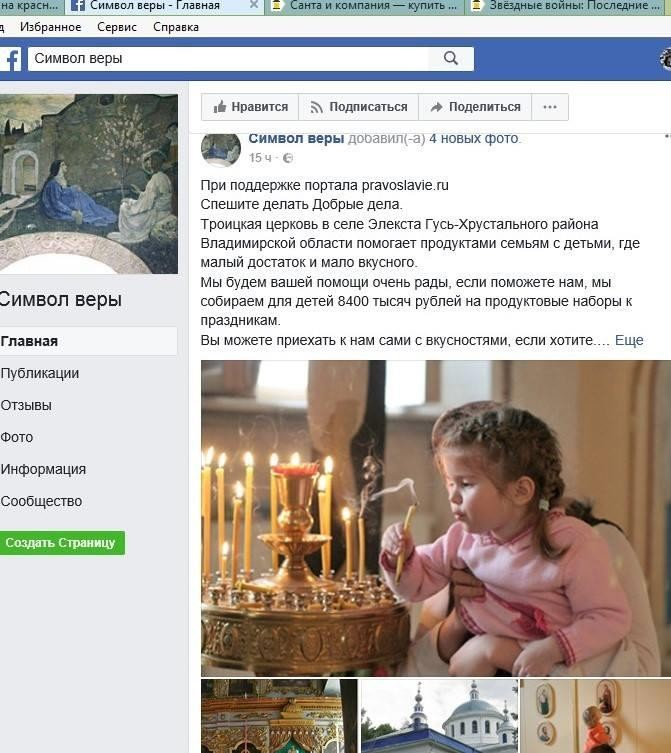 на красн...
Символ веры - Главная
Санта и компания — купить ...
Звёздные войны: Последние ...
Избранное Сервис Справка
Символ веры
Нравится Подписаться Поделиться ...
Символ веры добавил(-а) 4 новых фото.
15 ч ·
При поддержке портала pravoslavie.ru
Спешите делать Добрые дела.
Троицкая церковь в селе Элекста Гусь-Хрустального района
Владимирской области помогает продуктами семьям с детьми, где
малый достаток и мало вкусного.
Мы будем вашей помощи очень рады, если поможете нам, мы
собираем для детей 8400 тысяч рублей на продуктовые наборы к
праздникам.
Вы можете приехать к нам сами с вкусностями, если хотите.... Еще
Символ веры
Главная
Публикации
Отзывы
Фото
Информация
Сообщество
Создать Страницу